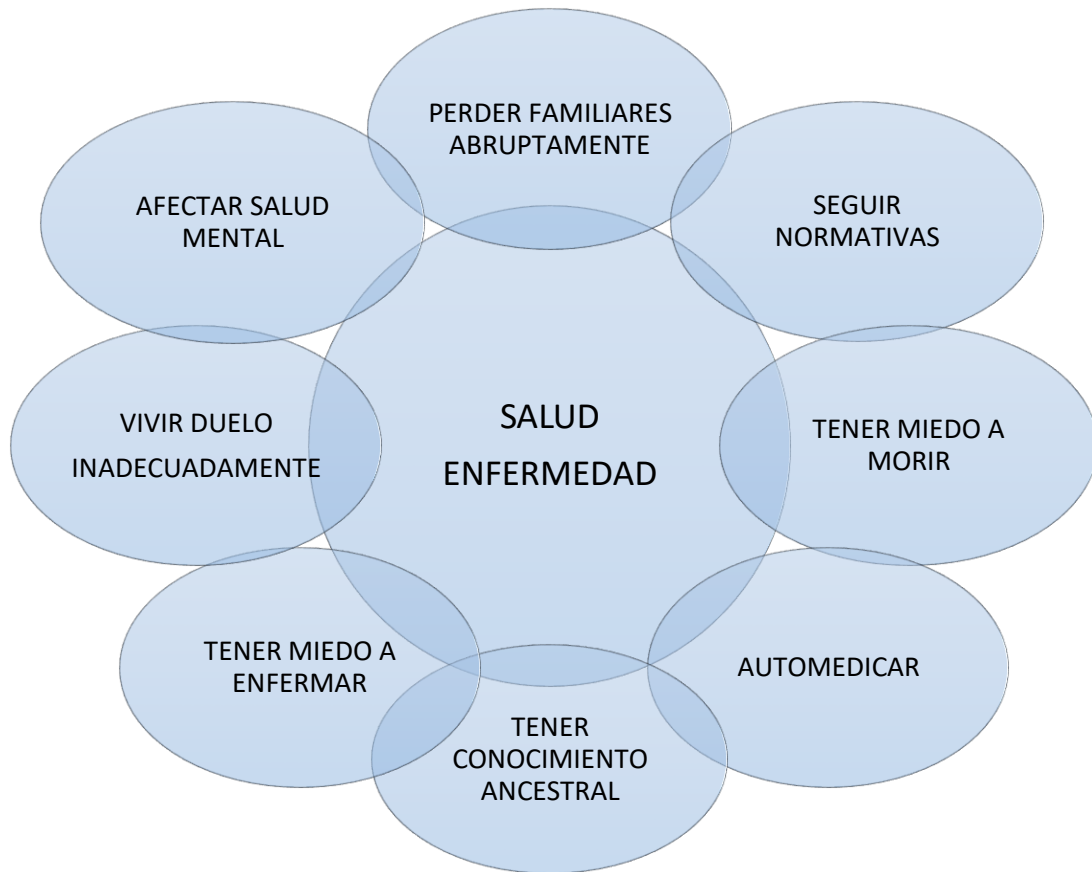 PERDER FAMILIARES
ABRUPTAMENTE
SEGUIR
NORMATIVAS
TENER MIEDO A
MORIR
AUTOMEDICAR
TENER
CONOCIMIENTO
ANCESTRAL
TENER MIEDO A
ENFERMAR
VIVIR DUELO
INADECUADAMENTE
AFECTAR SALUD
MENTAL
SALUD
ENFERMEDAD